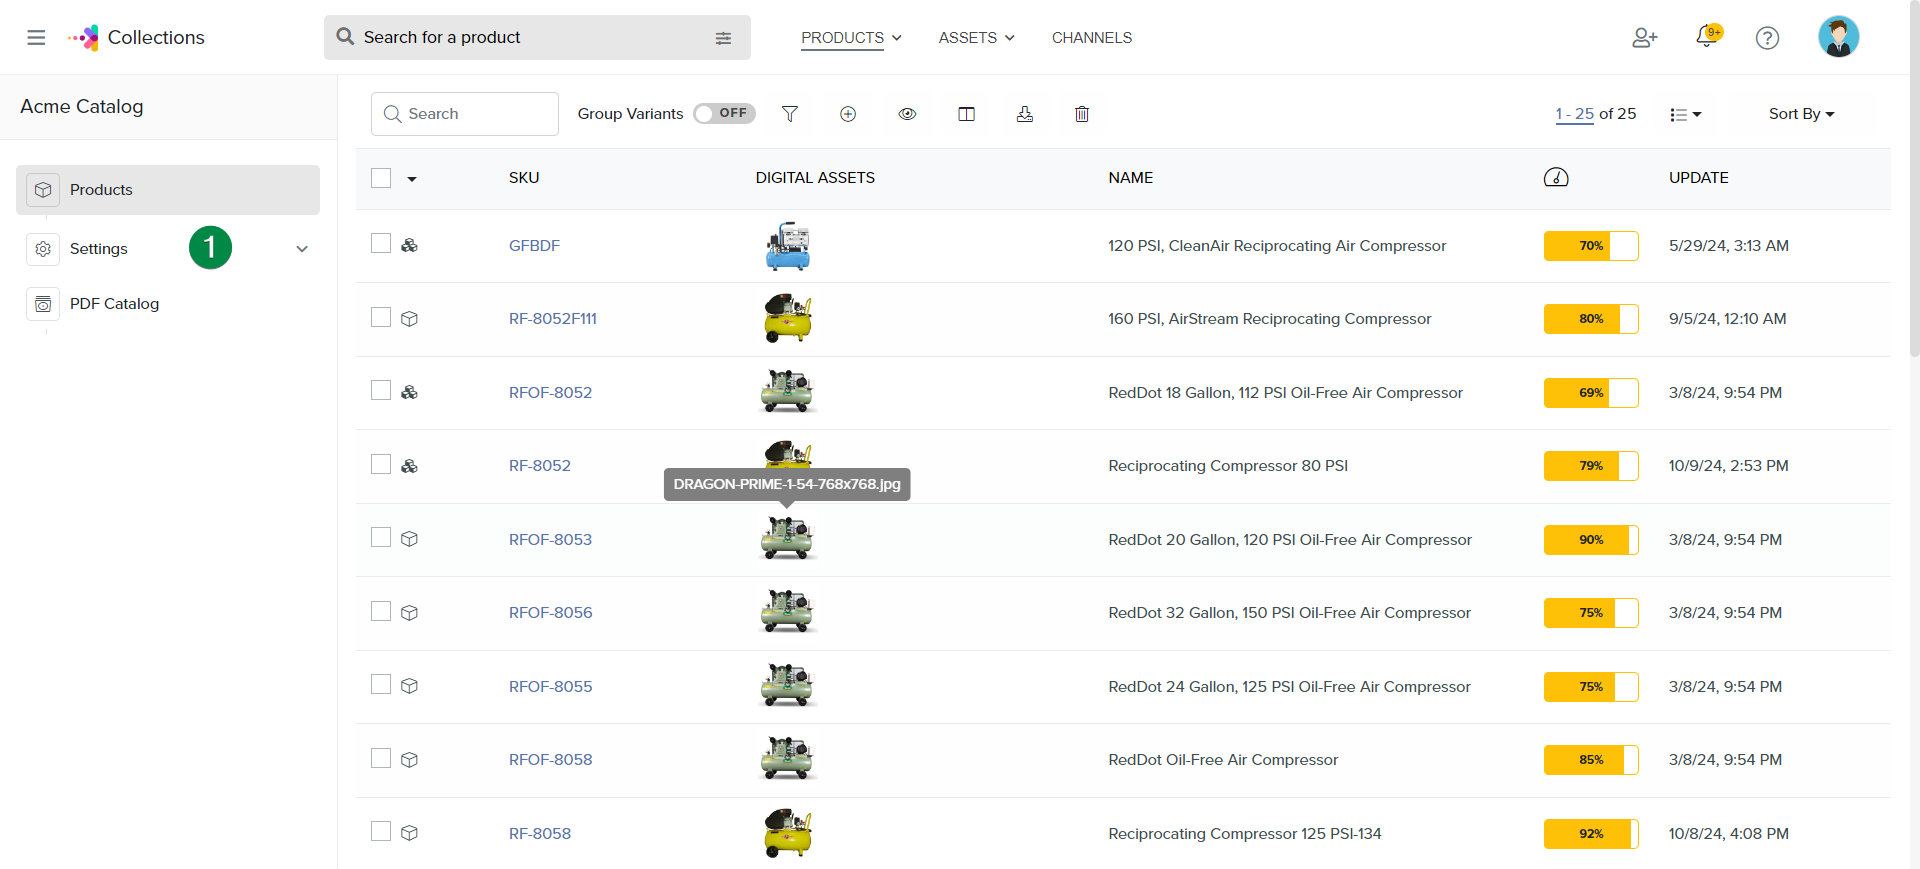 Collections
Search for a product
PRODUCTS
ASSETS
CHANNELS
9+
?
Acme Catalog
Search
Group Variants
OFF
1 - 25 of 25
Sort By
Products
Settings
1
PDF Catalog
SKU
DIGITAL ASSETS
NAME
UPDATE
GFBDF
120 PSI, CleanAir Reciprocating Air Compressor
70%
5/29/24, 3:13 AM
RF-8052F111
160 PSI, AirStream Reciprocating Compressor
80%
9/5/24, 12:10 AM
RFOF-8052
RedDot 18 Gallon, 112 PSI Oil-Free Air Compressor
69%
3/8/24, 9:54 PM
RF-8052
Reciprocating Compressor 80 PSI
79%
10/9/24, 2:53 PM
DRAGON-PRIME-1-54-768x768.jpg
RFOF-8053
RedDot 20 Gallon, 120 PSI Oil-Free Air Compressor
90%
3/8/24, 9:54 PM
RFOF-8056
RedDot 32 Gallon, 150 PSI Oil-Free Air Compressor
75%
3/8/24, 9:54 PM
RFOF-8055
RedDot 24 Gallon, 125 PSI Oil-Free Air Compressor
75%
3/8/24, 9:54 PM
RFOF-8058
RedDot Oil-Free Air Compressor
85%
3/8/24, 9:54 PM
RF-8058
Reciprocating Compressor 125 PSI-134
92%
10/8/24, 4:08 PM